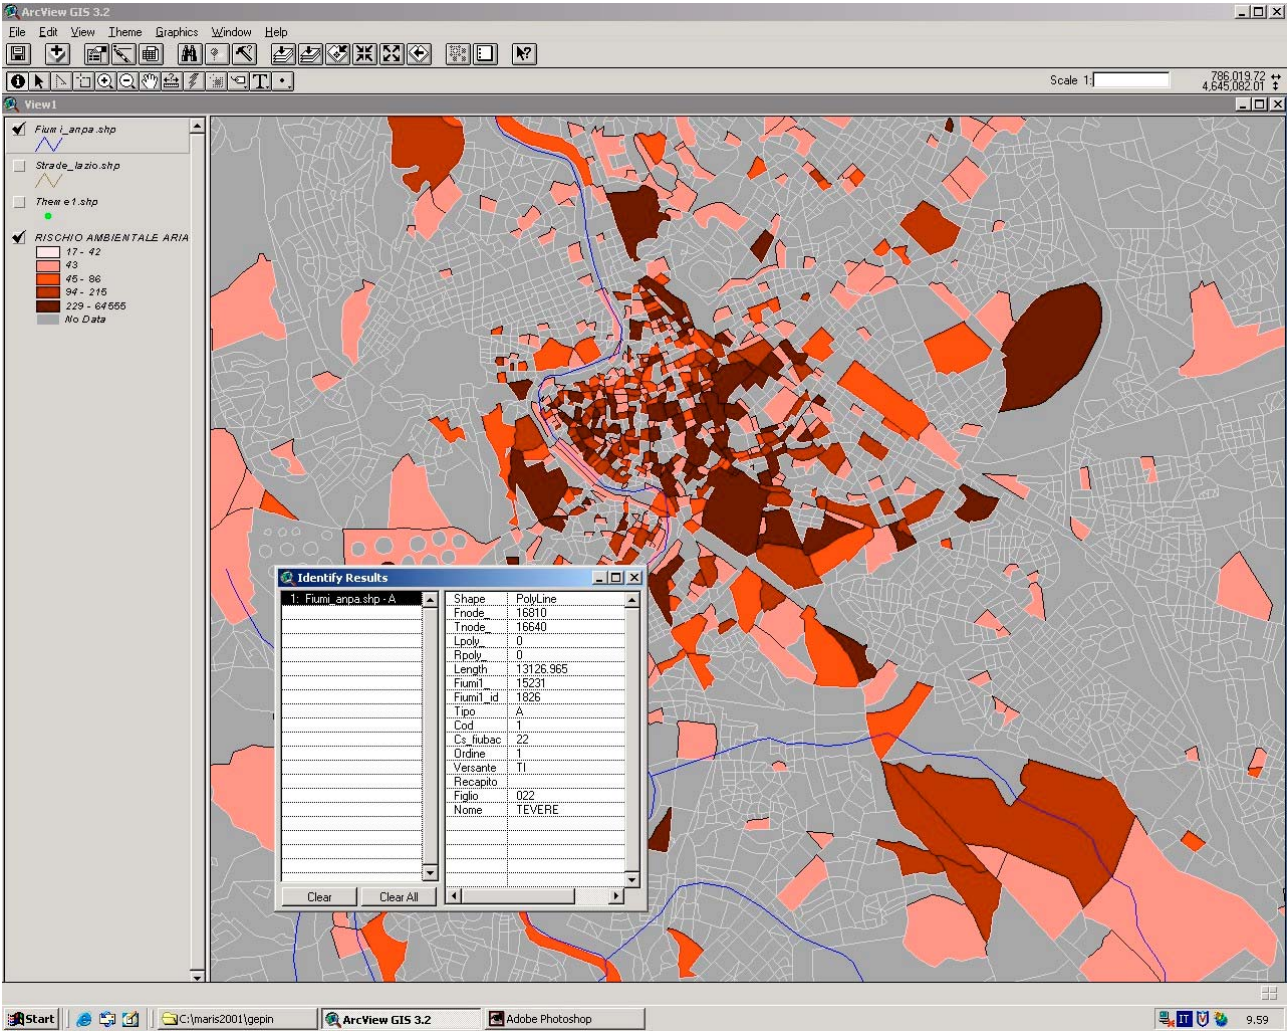 ArcView GIS 3.2
File Edit View Theme Graphics Window Help
Scale 1:
786,019.72
4,645,082.01
View1
Fiumi_anpa.shp
Strade_lazio.shp
Theme1.shp
RISCHIO AMBIENTALE ARIA
17 - 42
43
45 - 86
94 - 215
229 - 64555
No Data
Identify Results
1: Fiumi_anpa.shp - A
Shape PolyLine
Fnode_ 16810
Tnode_ 16640
Lpoly_ 0
Rpoly_ 0
Length 13126.965
Fiumi1_ 15231
Fiumi1_id 1826
Tipo A
Cod 1
Cs_fiubac 22
Ordine 1
Versante TI
Recapito
Figlio 022
Nome TEVERE
Clear Clear All
Start C:\maris2001\gepin ArcView GIS 3.2 Adobe Photoshop IT 9.59